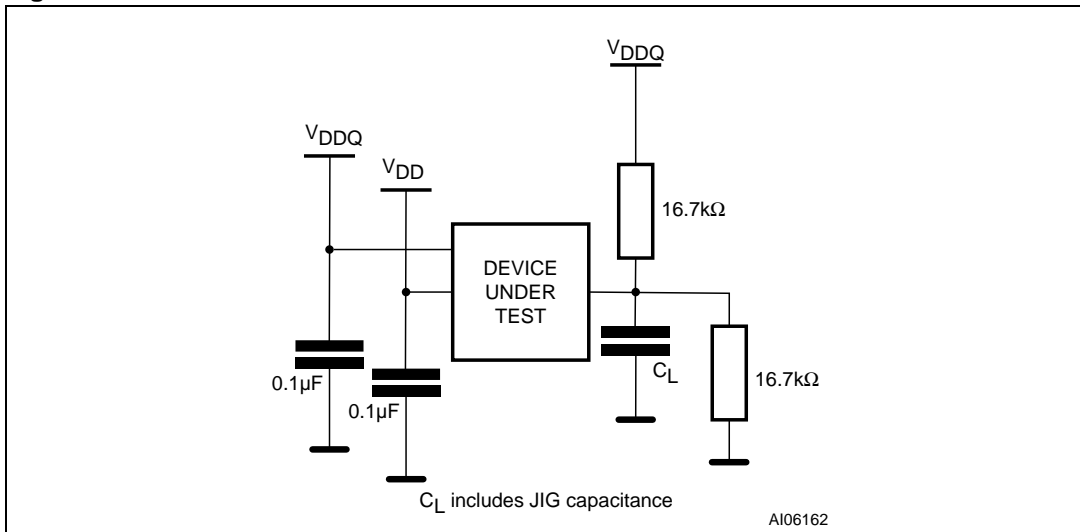 VDDQ
VDDQ
VDD
16.7kΩ
DEVICE
UNDER
TEST
CL
0.1µF
16.7kΩ
0.1µF
CL includes JIG capacitance
AI06162